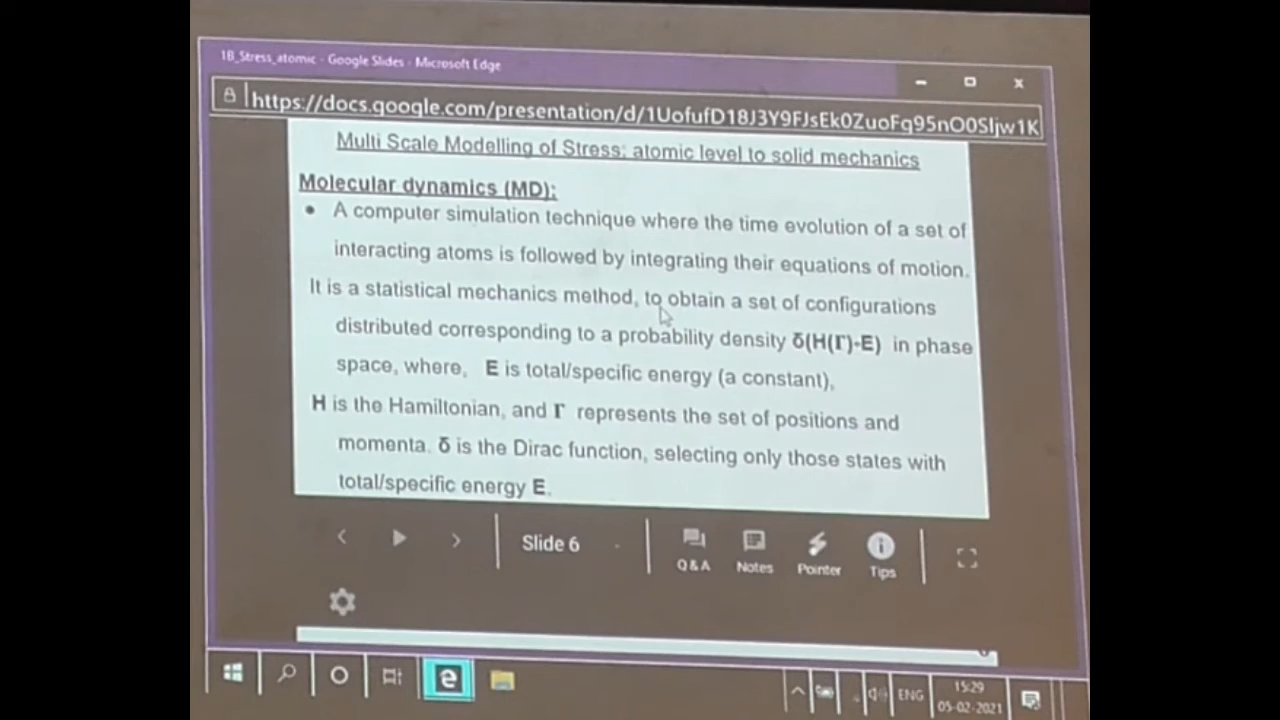 1B_Stress_atomic - Google Slides - Microsoft Edge
https://docs.google.com/presentation/d/1UofufD18J3Y9FJsEk0ZuoFq95nO0SIjw1K
Multi Scale Modelling of Stress: atomic level to solid mechanics
Molecular dynamics (MD):
• A computer simulation technique where the time evolution of a set of
interacting atoms is followed by integrating their equations of motion.
It is a statistical mechanics method, to obtain a set of configurations
distributed corresponding to a probability density δ(H(Γ)-E) in phase
space, where, E is total/specific energy (a constant),
H is the Hamiltonian, and Γ represents the set of positions and
momenta. δ is the Dirac function, selecting only those states with
total/specific energy E.
Slide 6
Q&A
Notes
Pointer
Tips
ENG
15:29
05-02-2021